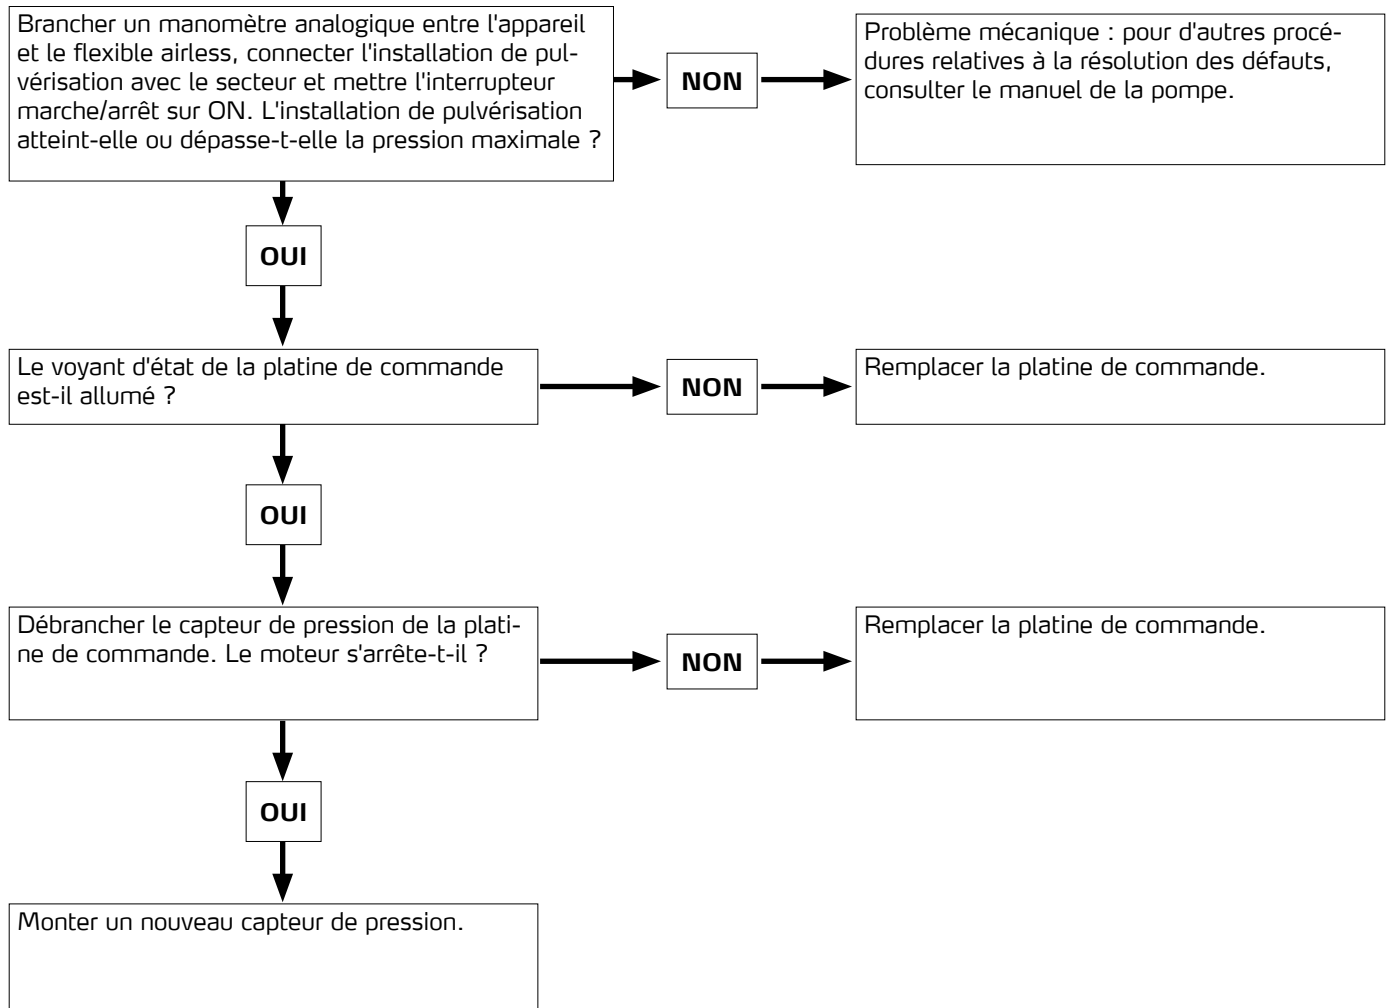 Brancher un manomètre analogique entre l'appareil
et le flexible airless, connecter l'installation de pul-
vérisation avec le secteur et mettre l'interrupteur
marche/arrêt sur ON. L'installation de pulvérisation
atteint-elle ou dépasse-t-elle la pression maximale ?
NON
Problème mécanique : pour d'autres procé-
dures relatives à la résolution des défauts,
consulter le manuel de la pompe.
OUI
Le voyant d'état de la platine de commande
est-il allumé ?
NON
Remplacer la platine de commande.
OUI
Débrancher le capteur de pression de la plati-
ne de commande. Le moteur s'arrête-t-il ?
NON
Remplacer la platine de commande.
OUI
Monter un nouveau capteur de pression.